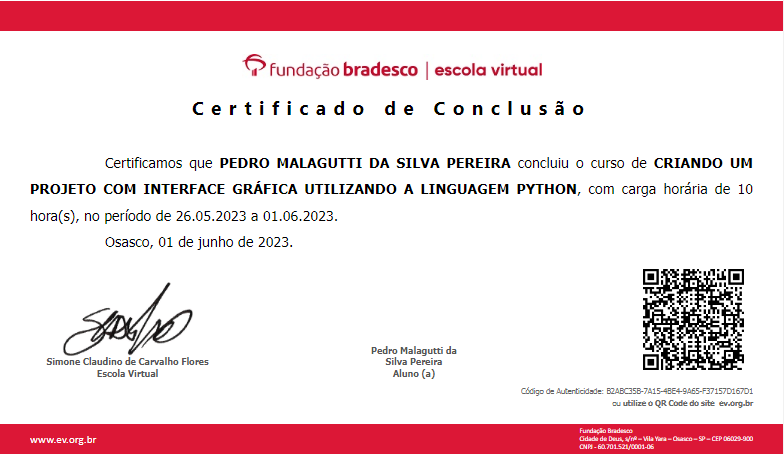 fundação bradesco | escola virtual
Certificado de Conclusão
Certificamos que PEDRO MALAGUTTI DA SILVA PEREIRA concluiu o curso de CRIANDO UM
PROJETO COM INTERFACE GRÁFICA UTILIZANDO A LINGUAGEM PYTHON, com carga horária de 10
hora(s), no período de 26.05.2023 a 01.06.2023.
Osasco, 01 de junho de 2023.
Simone Claudino de Carvalho Flores
Escola Virtual
Pedro Malagutti da
Silva Pereira
Aluno (a)
Código de Autenticidade: B2ABC35B-7A15-4BE4-9A65-F37157D167D1
ou utilize o QR Code do site ev.org.br
www.ev.org.br
Fundação Bradesco
Cidade de Deus, s/nº – Vila Yara – Osasco – SP – CEP 06029-900
CNPJ - 60.701.521/0001-06